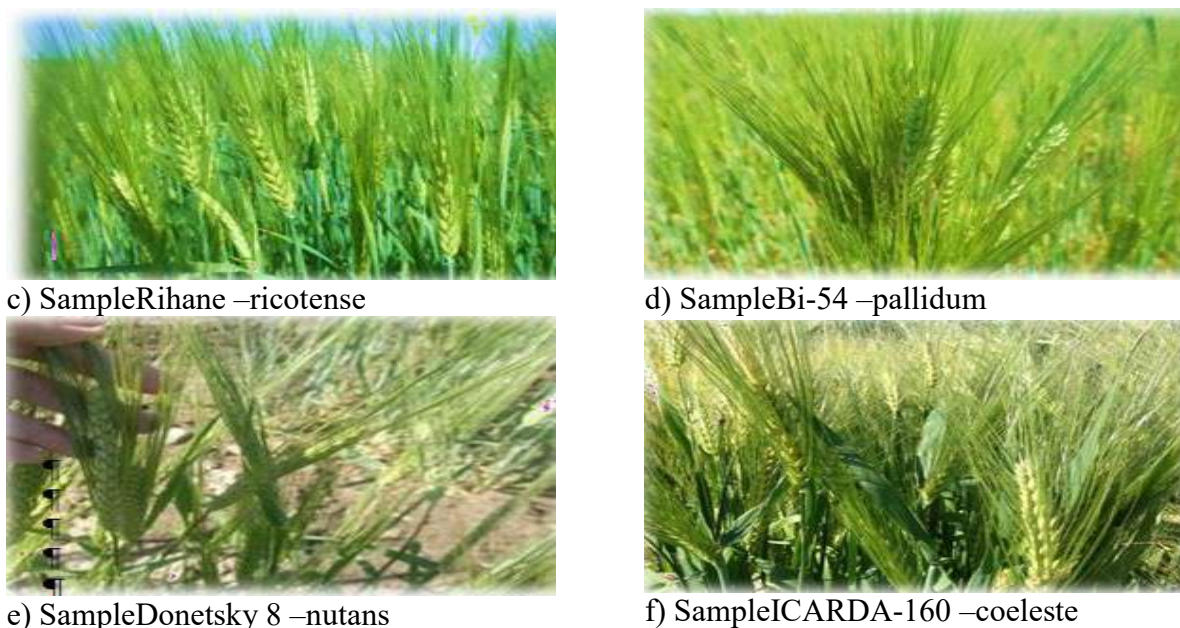 c) SampleRihane –ricotense
d) SampleBi-54 –pallidum
e) SampleDonetsky 8 –nutans
f) SampleICARDA-160 –coeleste